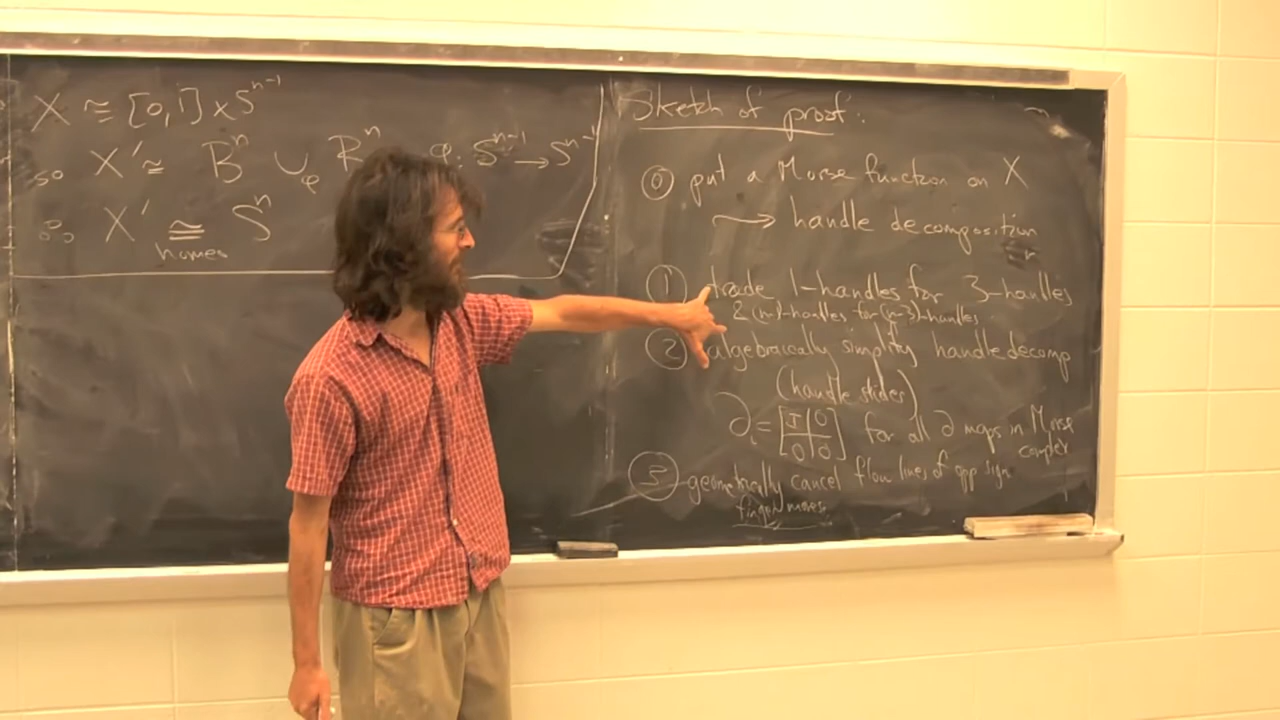 X ≈ [0,1] × S^{n-1}
so X' ≅ B^n ∪_φ B^n φ: S^{n-1} → S^{n-1}
so X' ≅ S^n
homeo
Sketch of proof:
⓪ put a Morse function on X
⟿ handle decomposition
① trade 1-handles for 3-handles
& (n-1)-handles for (n-3)-handles
② algebraically simplify handle decomp
(handle slides)
∂_i = [I 0 / 0 ∂] for all ∂ maps in Morse
complex
③ geometrically cancel flow lines of opp sign
finger moves